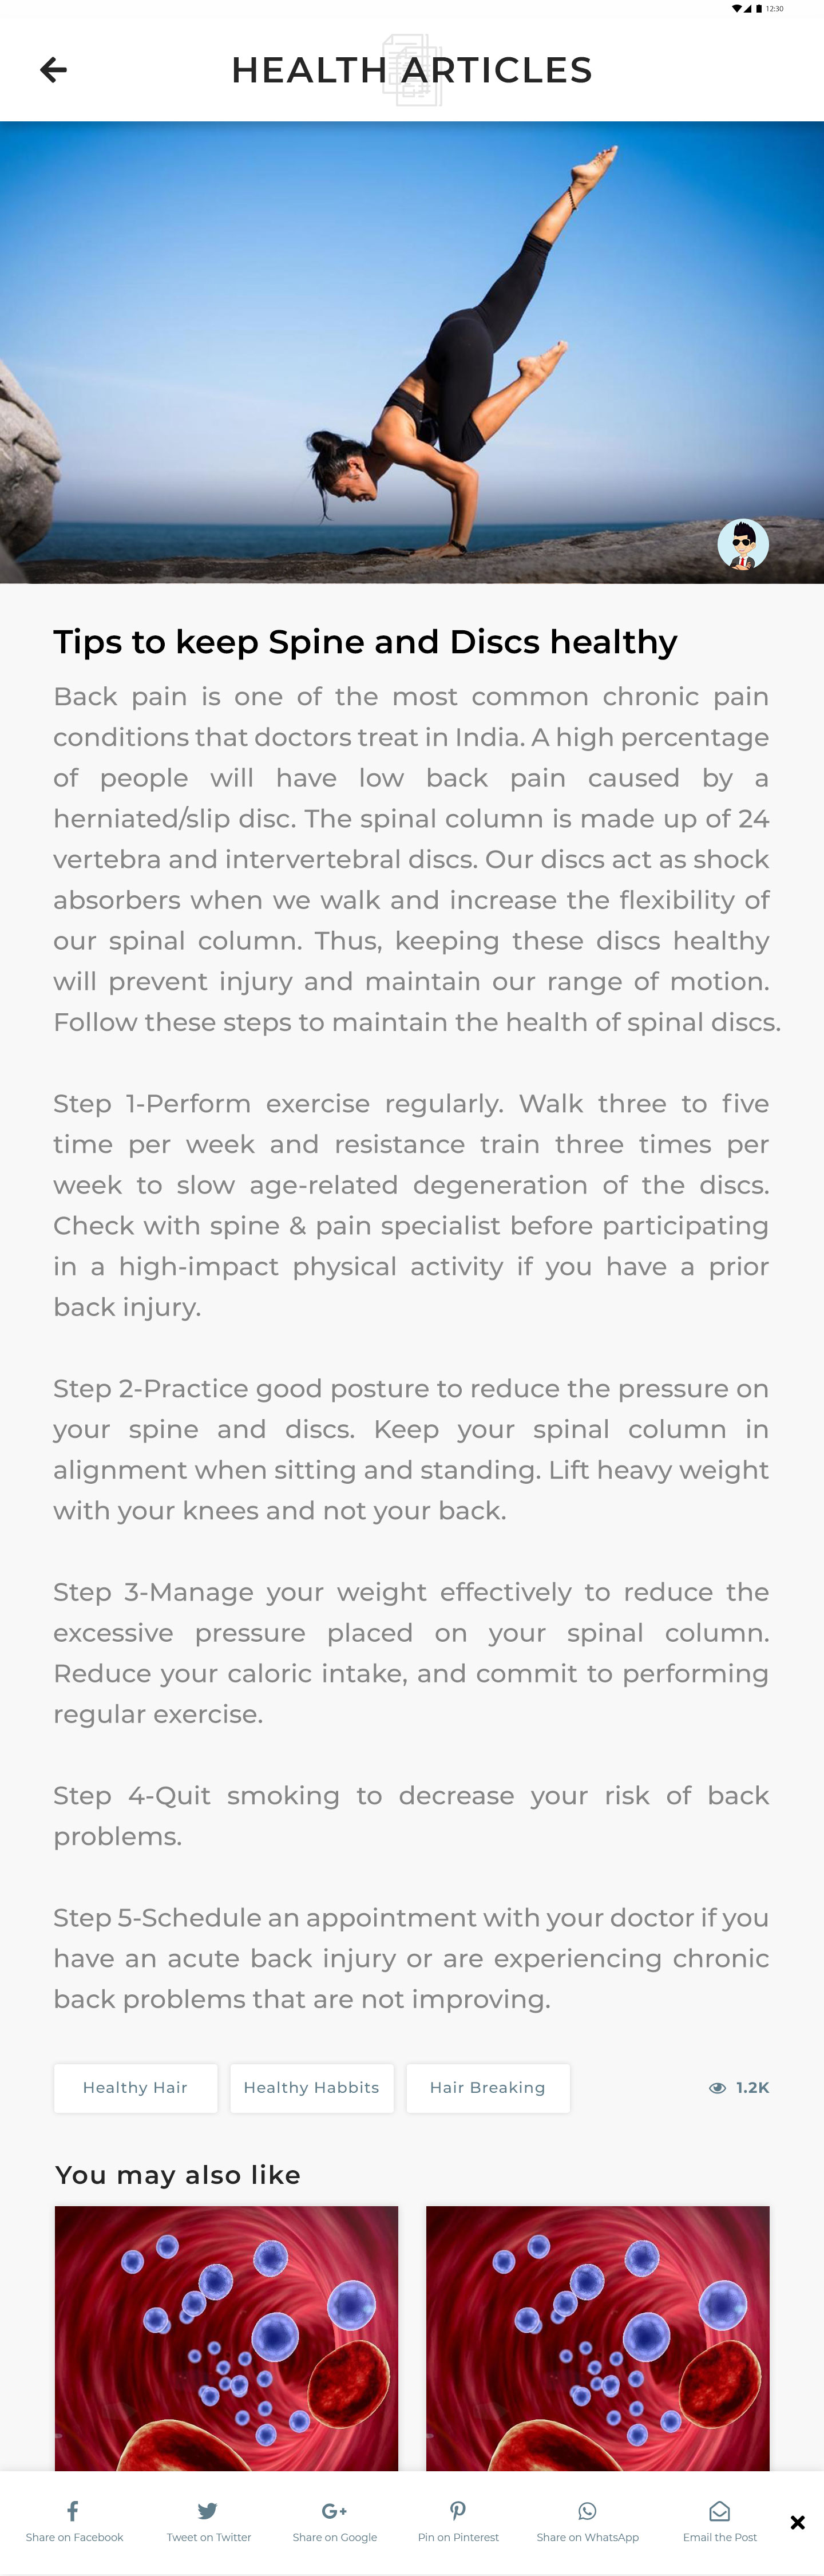 12:30
HEALTH ARTICLES
Tips to keep Spine and Discs healthy
Back pain is one of the most common chronic pain
conditions that doctors treat in India. A high percentage
of people will have low back pain caused by a
herniated/slip disc. The spinal column is made up of 24
vertebra and intervertebral discs. Our discs act as shock
absorbers when we walk and increase the flexibility of
our spinal column. Thus, keeping these discs healthy
will prevent injury and maintain our range of motion.
Follow these steps to maintain the health of spinal discs.
Step 1-Perform exercise regularly. Walk three to five
time per week and resistance train three times per
week to slow age-related degeneration of the discs.
Check with spine & pain specialist before participating
in a high-impact physical activity if you have a prior
back injury.
Step 2-Practice good posture to reduce the pressure on
your spine and discs. Keep your spinal column in
alignment when sitting and standing. Lift heavy weight
with your knees and not your back.
Step 3-Manage your weight effectively to reduce the
excessive pressure placed on your spinal column.
Reduce your caloric intake, and commit to performing
regular exercise.
Step 4-Quit smoking to decrease your risk of back
problems.
Step 5-Schedule an appointment with your doctor if you
have an acute back injury or are experiencing chronic
back problems that are not improving.
Healthy Hair Healthy Habbits Hair Breaking 1.2K
You may also like
Share on Facebook Tweet on Twitter Share on Google Pin on Pinterest Share on WhatsApp Email the Post